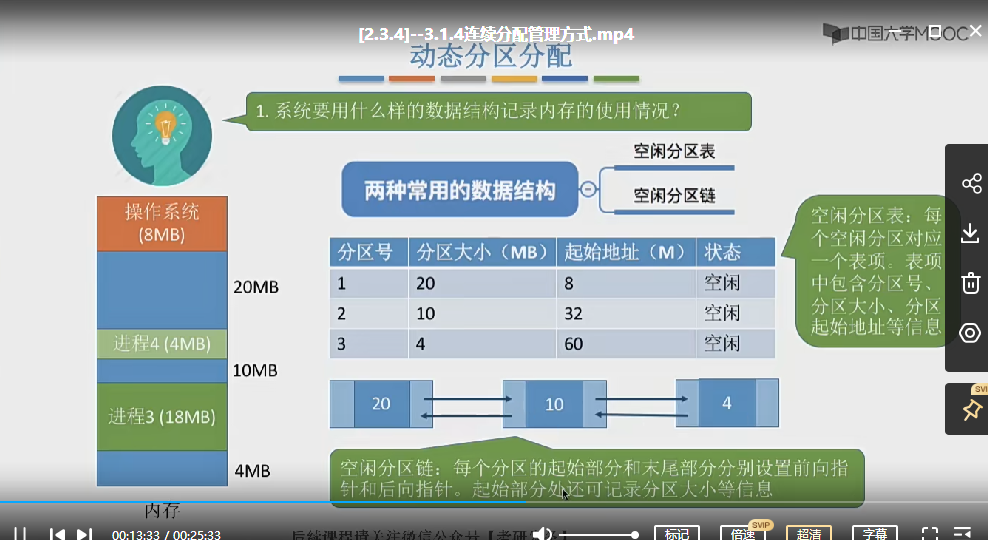 [2.3.4]--3.1.4连续分配管理方式.mp4
中国大学MOOC
动态分区分配
1. 系统要用什么样的数据结构记录内存的使用情况？
两种常用的数据结构
空闲分区表
空闲分区链
操作系统
(8MB)
20MB
进程4 (4MB)
10MB
进程3 (18MB)
4MB
内存
分区号 分区大小（MB） 起始地址（M） 状态
1 20 8 空闲
2 10 32 空闲
3 4 60 空闲
空闲分区表：每
个空闲分区对应
一个表项。表项
中包含分区号、
分区大小、分区
起始地址等信息
20 10 4
空闲分区链：每个分区的起始部分和末尾部分分别设置前向指
针和后向指针。起始部分处还可记录分区大小等信息
SVIP
00:13:33 / 00:25:33
标记
倍速
SVIP
超清
字幕